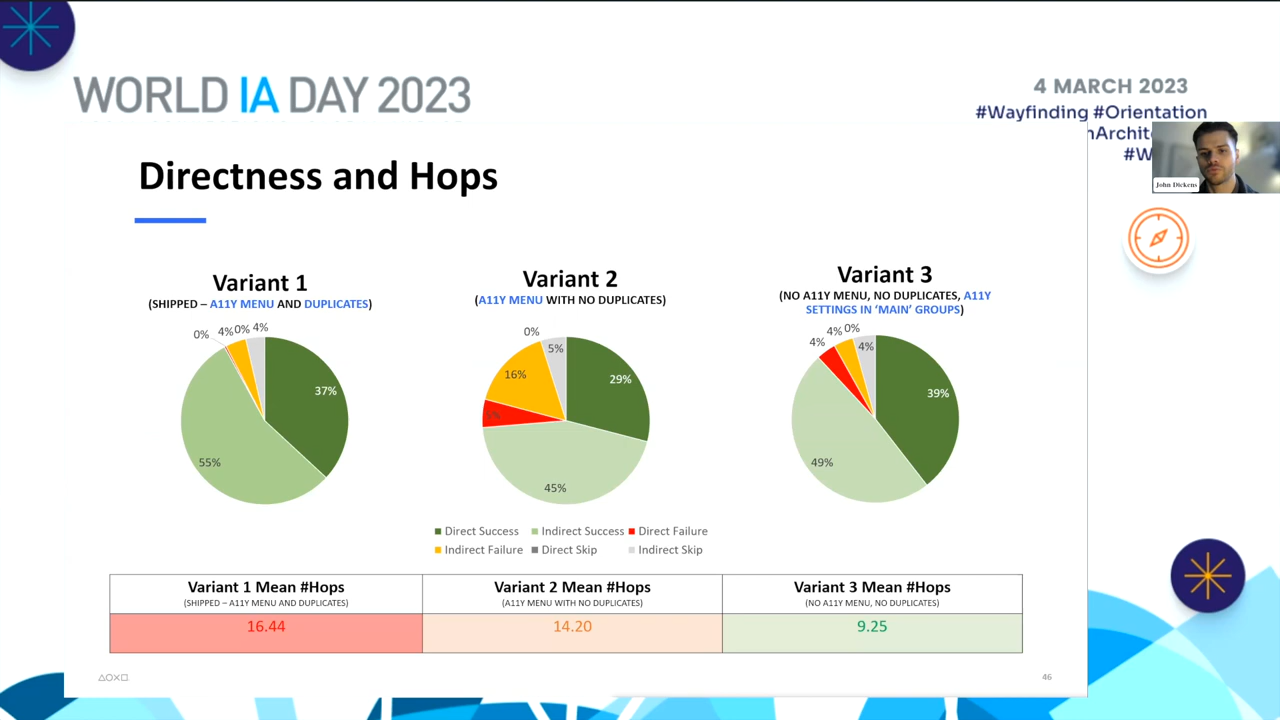 WORLD IA DAY 2023
4 MARCH 2023
#Wayfinding #Orientation
nArchite
#W
John Dickens
Directness and Hops
Variant 1
(SHIPPED – A11Y MENU AND DUPLICATES)
0%
4%
0%
4%
37%
55%
Variant 2
(A11Y MENU WITH NO DUPLICATES)
0%
5%
16%
29%
45%
Variant 3
(NO A11Y MENU, NO DUPLICATES, A11Y
SETTINGS IN ‘MAIN’ GROUPS)
4%
4%
0%
4%
39%
49%
Direct Success Indirect Success Direct Failure
Indirect Failure Direct Skip Indirect Skip
Variant 1 Mean #Hops
(SHIPPED – A11Y MENU AND DUPLICATES)
16.44
Variant 2 Mean #Hops
(A11Y MENU WITH NO DUPLICATES)
14.20
Variant 3 Mean #Hops
(NO A11Y MENU, NO DUPLICATES)
9.25
46